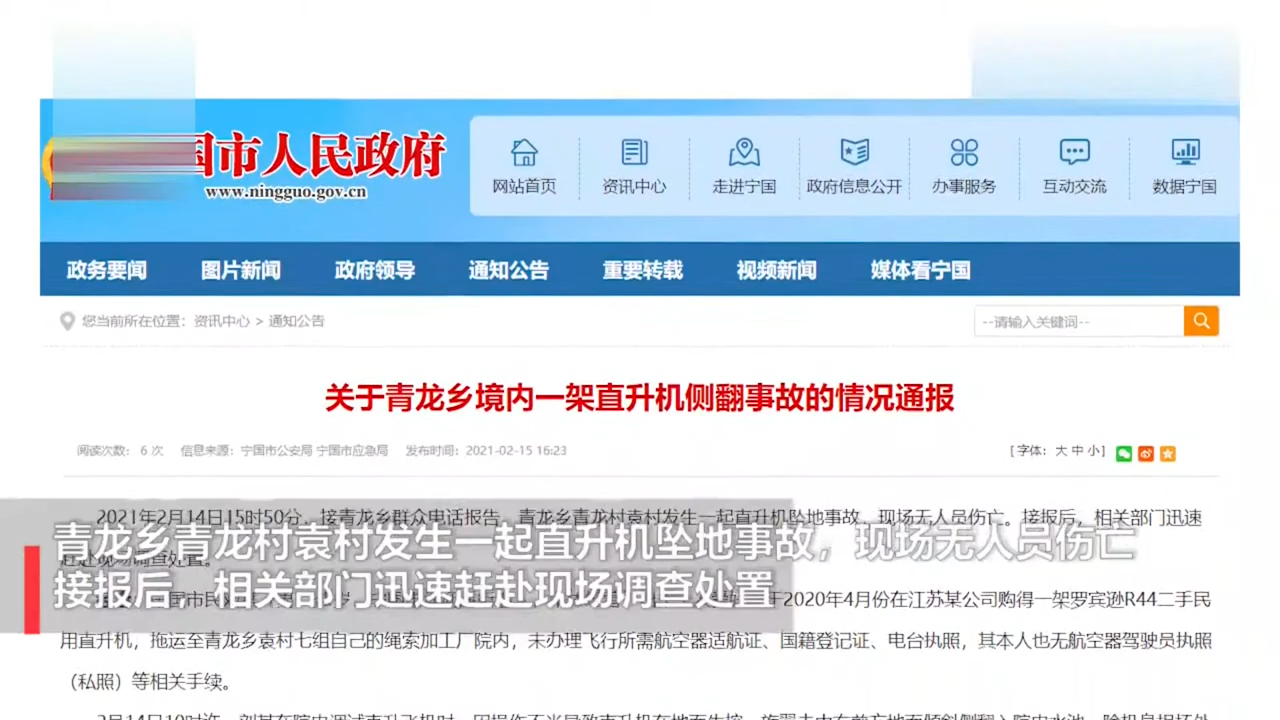 国市人民政府
www.ningguo.gov.cn
网站首页 资讯中心 走进宁国 政府信息公开 办事服务 互动交流 数据宁国
政务要闻 图片新闻 政府领导 通知公告 重要转载 视频新闻 媒体看宁国
您当前所在位置：资讯中心 > 通知公告
--请输入关键词--
关于青龙乡境内一架直升机侧翻事故的情况通报
阅读次数：6 次 信息来源：宁国市公安局 宁国市应急局 发布时间：2021-02-15 16:23
[ 字体：大 中 小 ]
2021年2月14日15时50分，接青龙乡群众电话报告，青龙乡青龙村袁村发生一起直升机坠地事故，现场无人员伤亡。接报后，相关部门迅速
赶赴现场调查处置。
青龙乡青龙村袁村发生一起直升机坠地事故，现场无人员伤亡
接报后，相关部门迅速赶赴现场调查处置
于2020年4月份在江苏某公司购得一架罗宾逊R44二手民
用直升机，拖运至青龙乡袁村七组自己的绳索加工厂院内，未办理飞行所需航空器适航证、国籍登记证、电台执照，其本人也无航空器驾驶员执照
（私照）等相关手续。